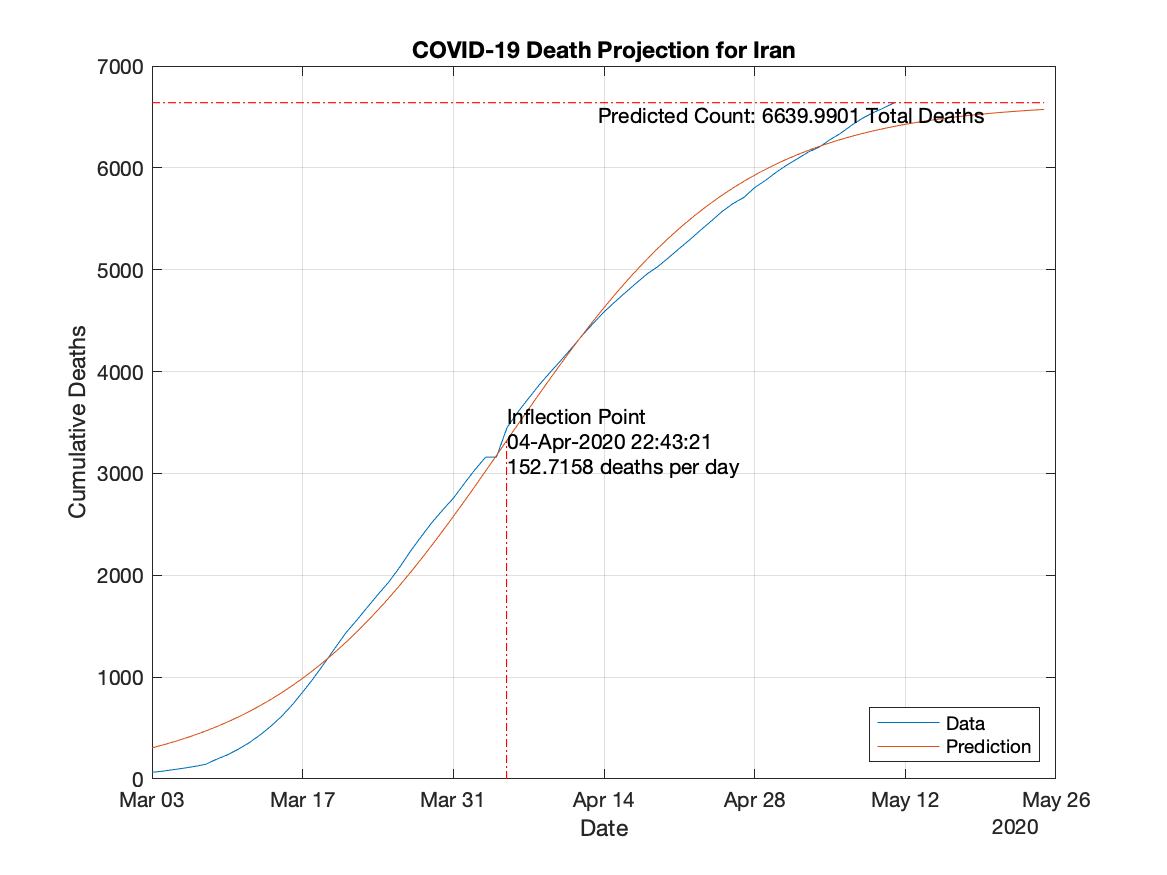 COVID-19 Death Projection for Iran
7000
6000
5000
4000
3000
2000
1000
0
Cumulative Deaths
Predicted Count: 6639.9901 Total Deaths
Inflection Point
04-Apr-2020 22:43:21
152.7158 deaths per day
Data
Prediction
Mar 03 Mar 17 Mar 31 Apr 14 Apr 28 May 12 May 26
Date
2020